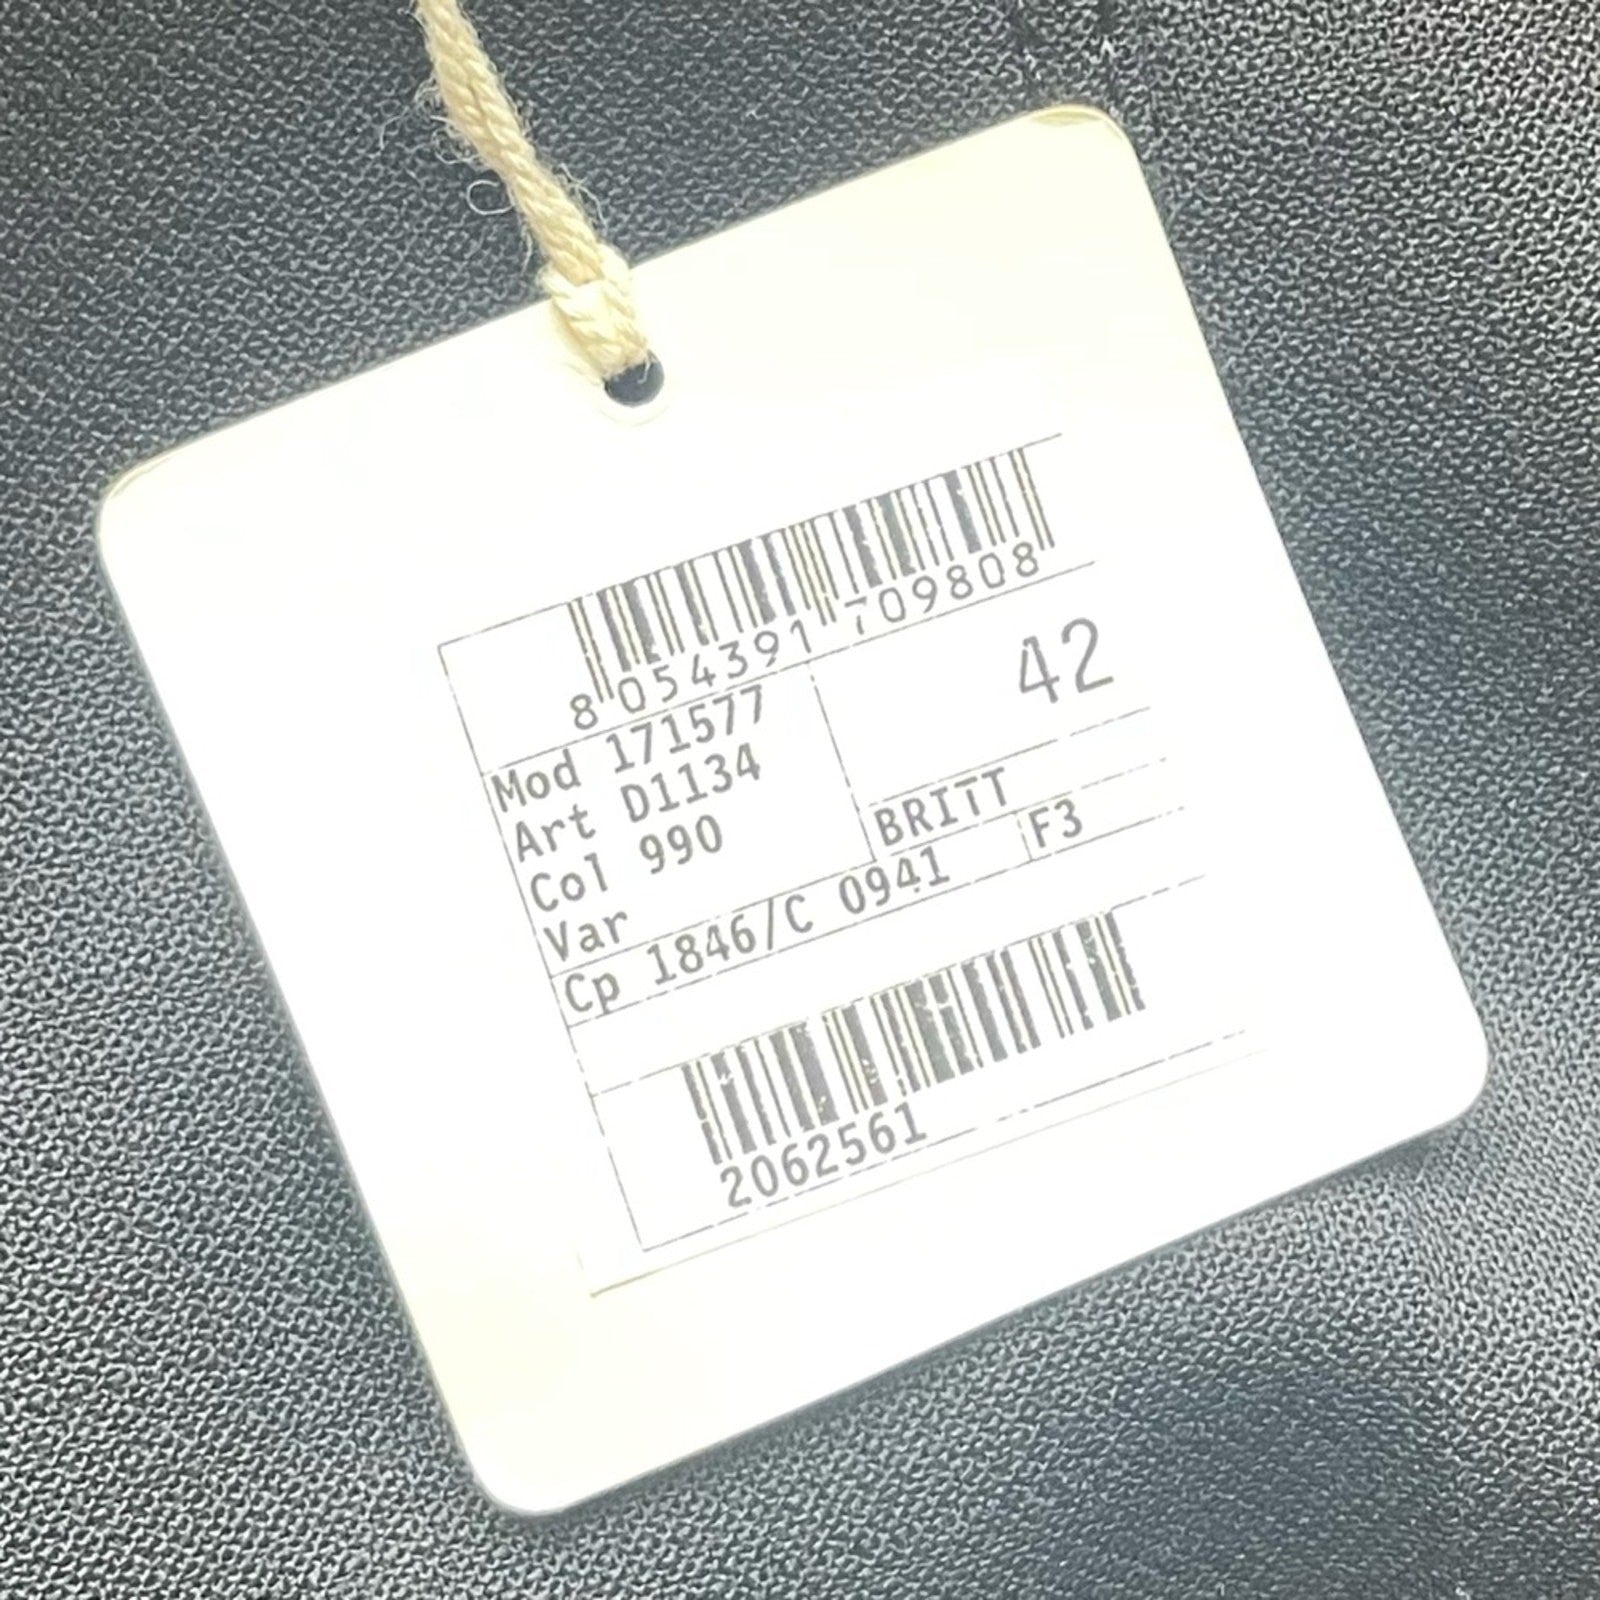 8 054391 709808
Mod 171577
Art D1134
Col 990
Var
42
BRITT
Cp 1846/C 0941
F3
2062561